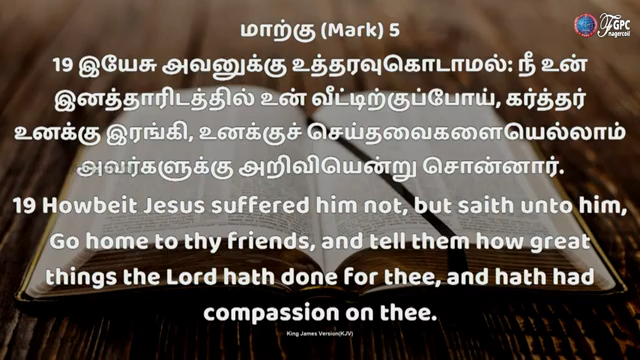 மாற்கு (Mark) 5
19 இயேசு அவனுக்கு உத்தரவுகொடாமல்: நீ உன்
இனத்தாரிடத்தில் உன் வீட்டிற்குப்போய், கர்த்தர்
உனக்கு இரங்கி, உனக்குச் செய்தவைகளையெல்லாம்
அவர்களுக்கு அறிவியென்று சொன்னார்.
19 Howbeit Jesus suffered him not, but saith unto him,
Go home to thy friends, and tell them how great
things the Lord hath done for thee, and hath had
compassion on thee.
King James Version(KJV)
FGPC
nagercoil